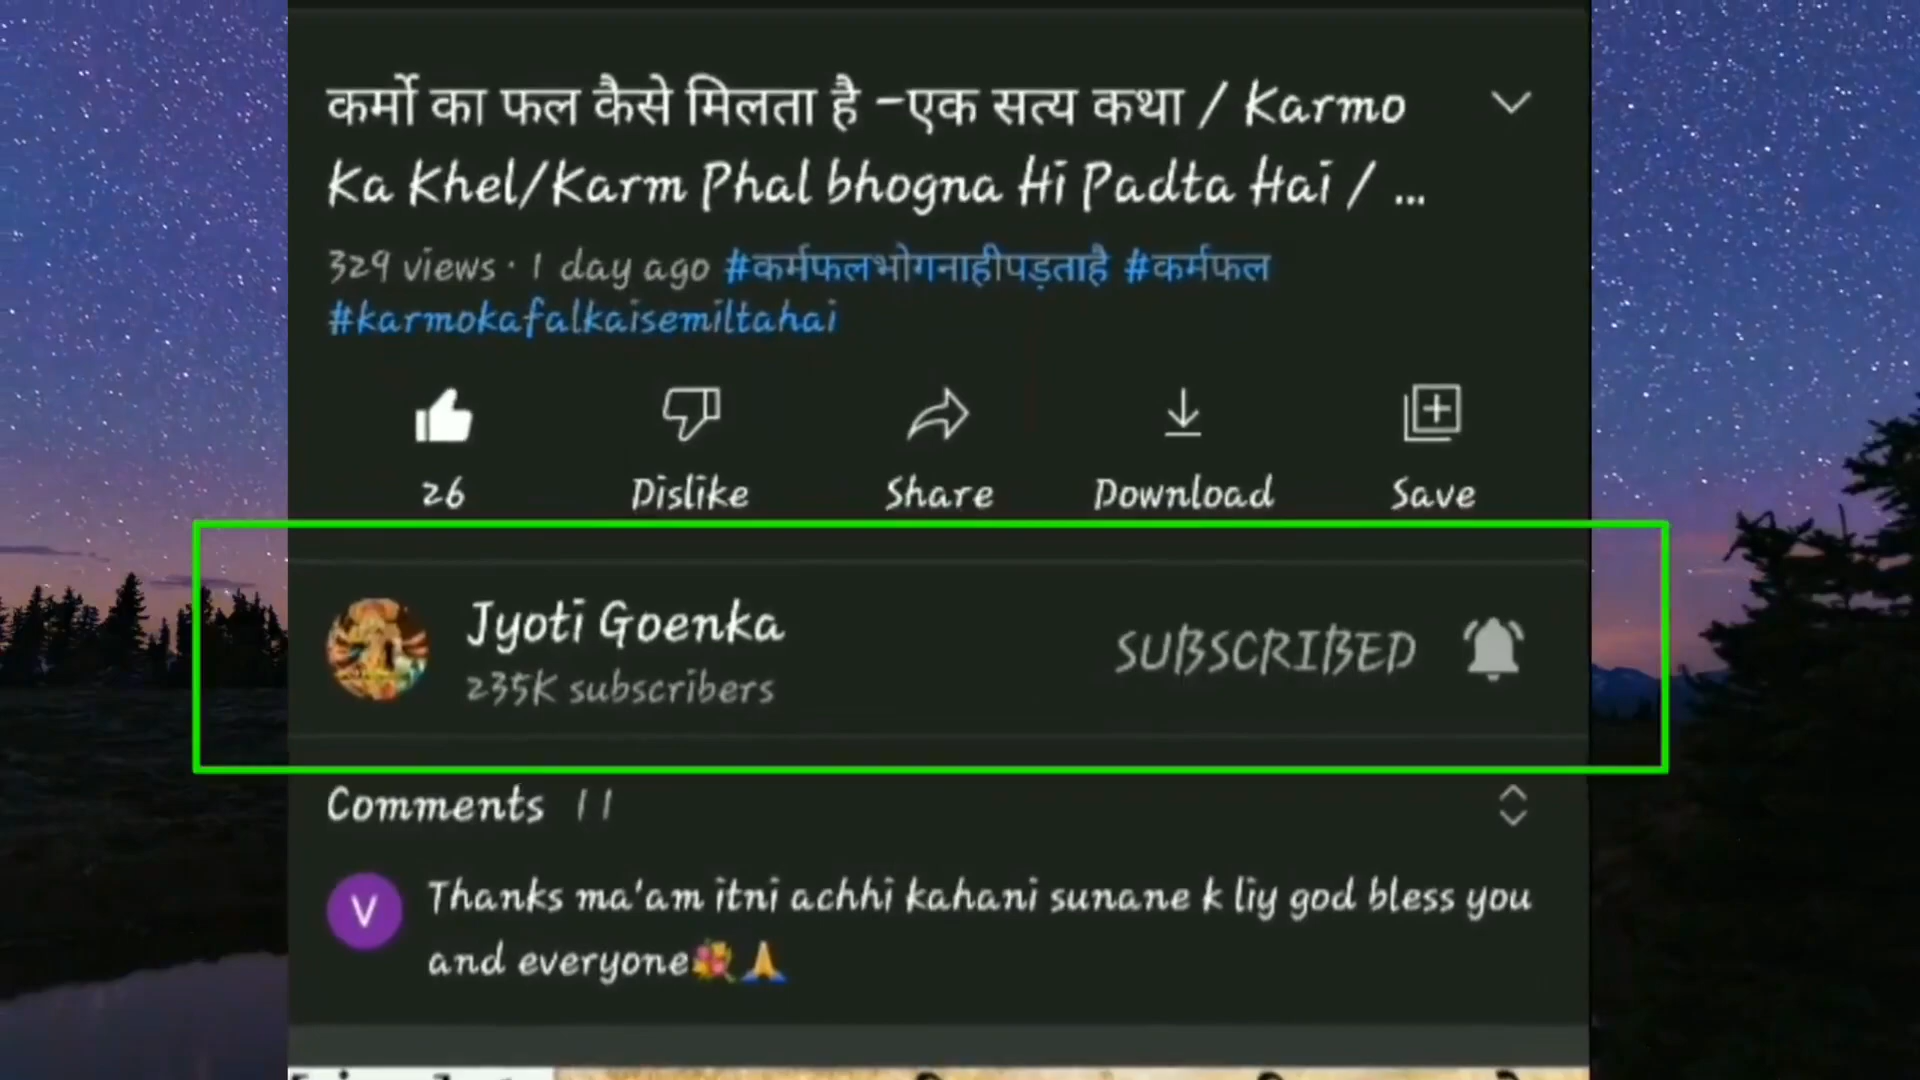 कर्मो का फल कैसे मिलता है -एक सत्य कथा / Karmo
Ka Khel/Karm Phal bhogna Hi Padta Hai / ...
329 views · 1 day ago #कर्मफलभोगनाहीपड़ताहै #कर्मफल
#karmokafalkaisemiltahai
26
Dislike
Share
Download
Save
Jyoti Goenka
235K subscribers
SUBSCRIBED
Comments 11
V
Thanks ma'am itni achhi kahani sunane k liy god bless you
and everyone💐🙏